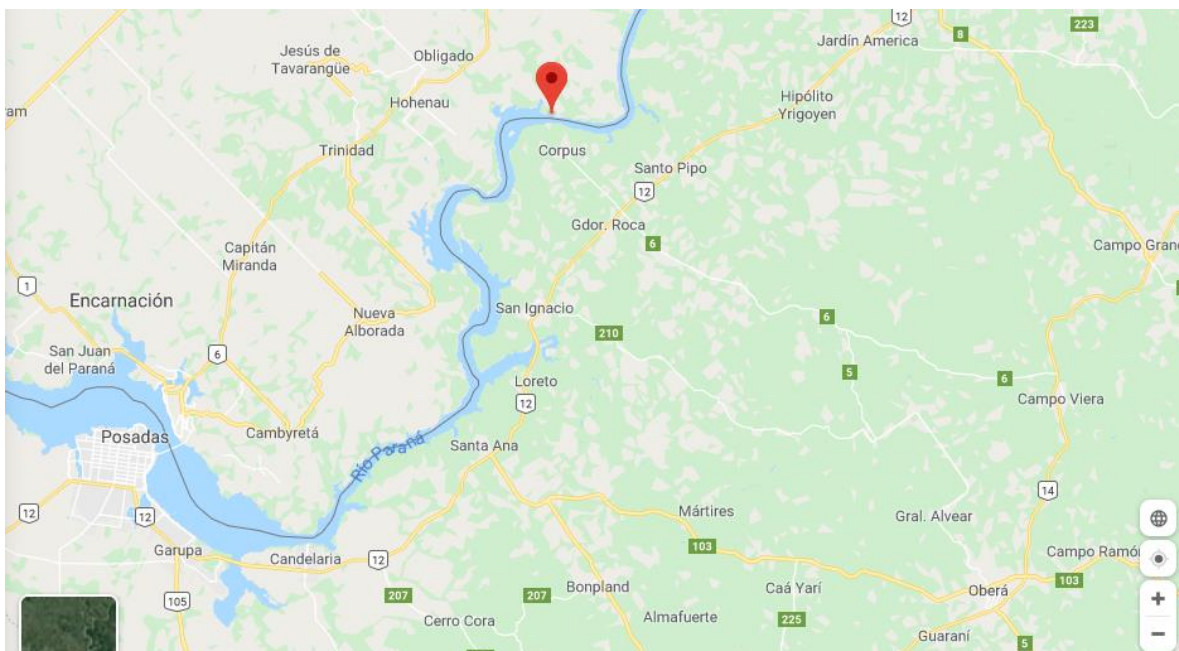 12
223
8
Jardín America
Jesús de
Tavarangüe
Obligado
Hohenau
am
Hipólito
Yrigoyen
Trinidad
Corpus
Santo Pipo
12
Gdor. Roca
6
Capitán
Miranda
Campo Grand
1
Encarnación
San Ignacio
Nueva
Alborada
210
6
San Juan
del Paraná
6
5
6
Loreto
12
Campo Viera
Cambyretá
Posadas
Río Paraná
Santa Ana
14
12
12
Mártires
Gral. Alvear
103
Garupa
Candelaria
12
Campo Ramón
103
105
207
207
Bonpland
Caá Yarí
Oberá
Cerro Cora
Almafuerte
225
Guaraní
5